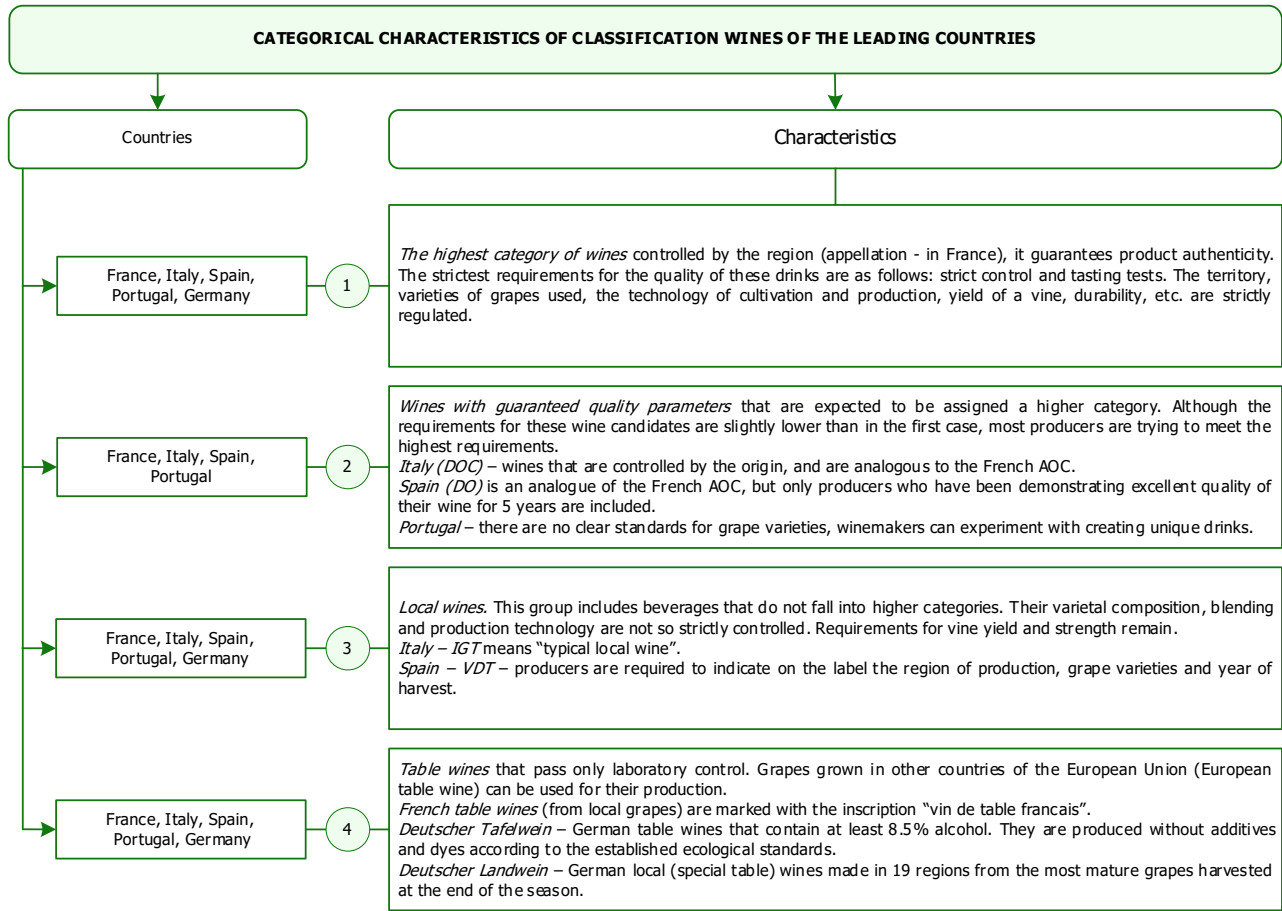 CATEGORICAL CHARACTERISTICS OF CLASSIFICATION WINES OF THE LEADING COUNTRIES
Countries
Characteristics
France, Italy, Spain,
Portugal, Germany
1
The highest category of wines controlled by the region (appellation - in France), it guarantees product authenticity.
The strictest requirements for the quality of these drinks are as follows: strict control and tasting tests. The territory,
varieties of grapes used, the technology of cultivation and production, yield of a vine, durability, etc. are strictly
regulated.
France, Italy, Spain,
Portugal
2
Wines with guaranteed quality parameters that are expected to be assigned a higher category. Although the
requirements for these wine candidates are slightly lower than in the first case, most producers are trying to meet the
highest requirements.
Italy (DOC) – wines that are controlled by the origin, and are analogous to the French AOC.
Spain (DO) is an analogue of the French AOC, but only producers who have been demonstrating excellent quality of
their wine for 5 years are included.
Portugal – there are no clear standards for grape varieties, winemakers can experiment with creating unique drinks.
France, Italy, Spain,
Portugal, Germany
3
Local wines. This group includes beverages that do not fall into higher categories. Their varietal composition, blending
and production technology are not so strictly controlled. Requirements for vine yield and strength remain.
Italy – IGT means “typical local wine”.
Spain – VDT – producers are required to indicate on the label the region of production, grape varieties and year of
harvest.
France, Italy, Spain,
Portugal, Germany
4
Table wines that pass only laboratory control. Grapes grown in other countries of the European Union (European
table wine) can be used for their production.
French table wines (from local grapes) are marked with the inscription “vin de table francais”.
Deutscher Tafelwein – German table wines that contain at least 8.5% alcohol. They are produced without additives
and dyes according to the established ecological standards.
Deutscher Landwein – German local (special table) wines made in 19 regions from the most mature grapes harvested
at the end of the season.